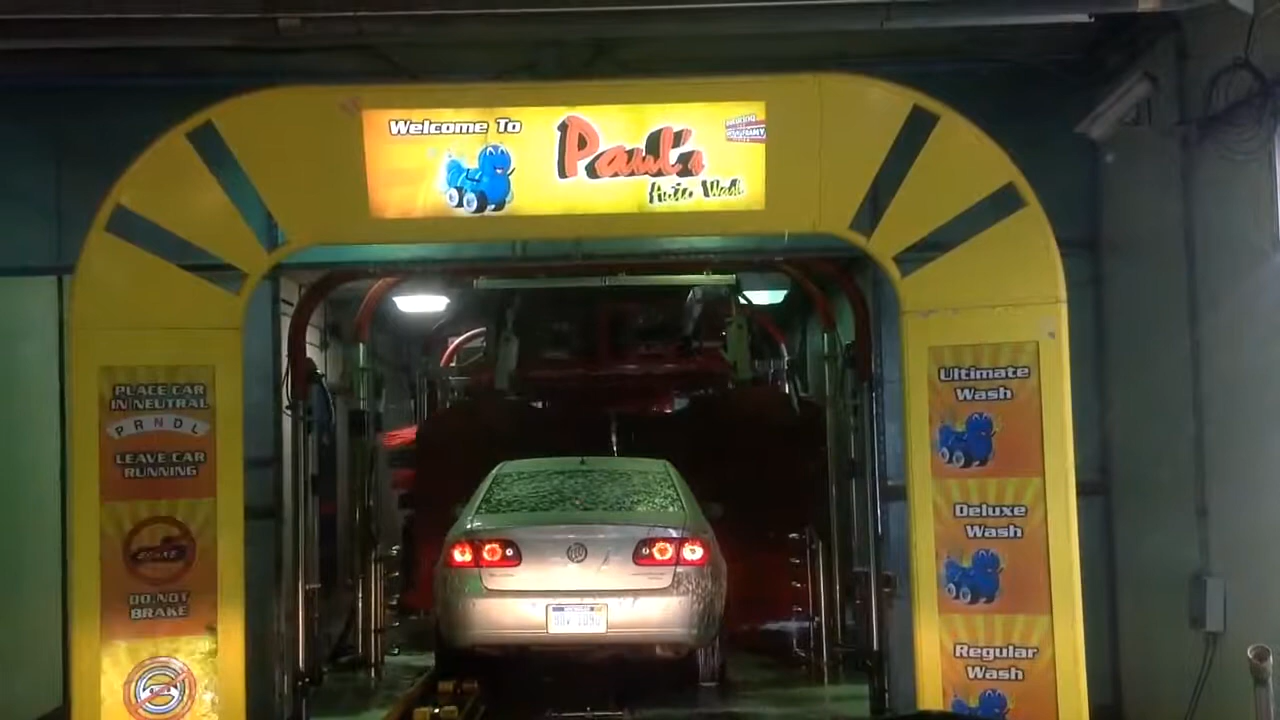 Welcome To
Paul's
Auto Wash
PLACE CAR
IN NEUTRAL
P R N D L
LEAVE CAR
RUNNING
BRAKE
DO NOT
BRAKE
Ultimate
Wash
Deluxe
Wash
Regular
Wash